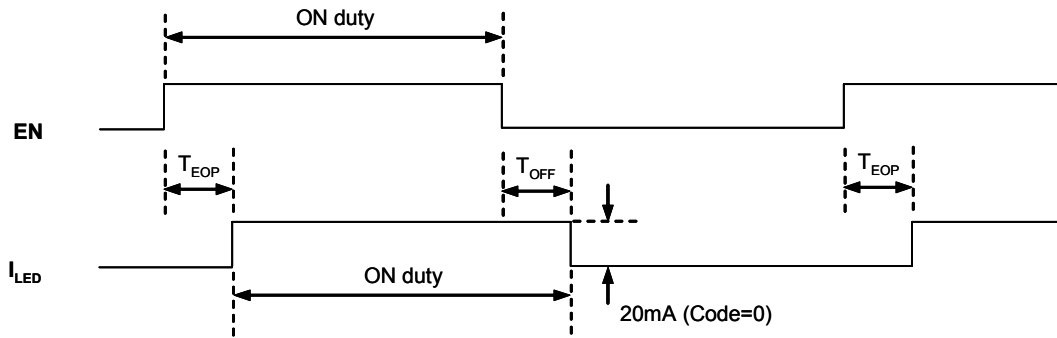 ON duty
EN
TEOP
TOFF
TEOP
ILED
ON duty
20mA (Code=0)